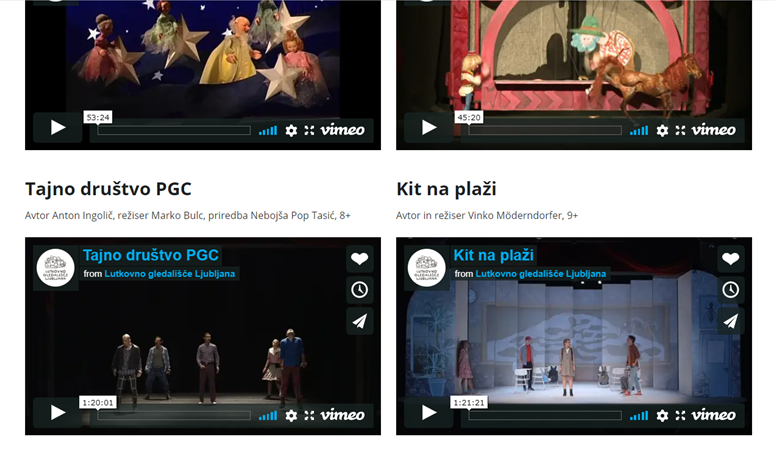 53:24
vimeo
45:20
vimeo
Tajno društvo PGC
Avtor Anton Ingolič, režiser Marko Bulc, priredba Nebojša Pop Tasić, 8+
Kit na plaži
Avtor in režiser Vinko Möderndorfer, 9+
LUTKOVNO
GLEDALIŠČE
LJUBLJANA
Tajno društvo PGC
from Lutkovno gledališče Ljubljana
1:20:01
vimeo
LUTKOVNO
GLEDALIŠČE
LJUBLJANA
Kit na plaži
from Lutkovno gledališče Ljubljana
1:21:21
vimeo